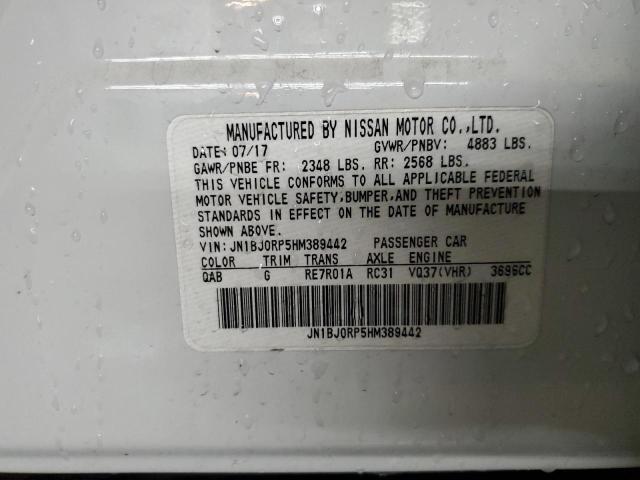 MANUFACTURED BY NISSAN MOTOR CO.,LTD.
DATE: 07/17 GVWR/PNBV: 4883 LBS.
GAWR/PNBE FR: 2348 LBS. RR: 2568 LBS.
THIS VEHICLE CONFORMS TO ALL APPLICABLE FEDERAL
MOTOR VEHICLE SAFETY,BUMPER,AND THEFT PREVENTION
STANDARDS IN EFFECT ON THE DATE OF MANUFACTURE
SHOWN ABOVE.
VIN: JN1BJ0RP5HM389442 PASSENGER CAR
COLOR TRIM TRANS AXLE ENGINE
QAB G RE7R01A RC31 VQ37(VHR) 3696CC
JN1BJ0RP5HM389442